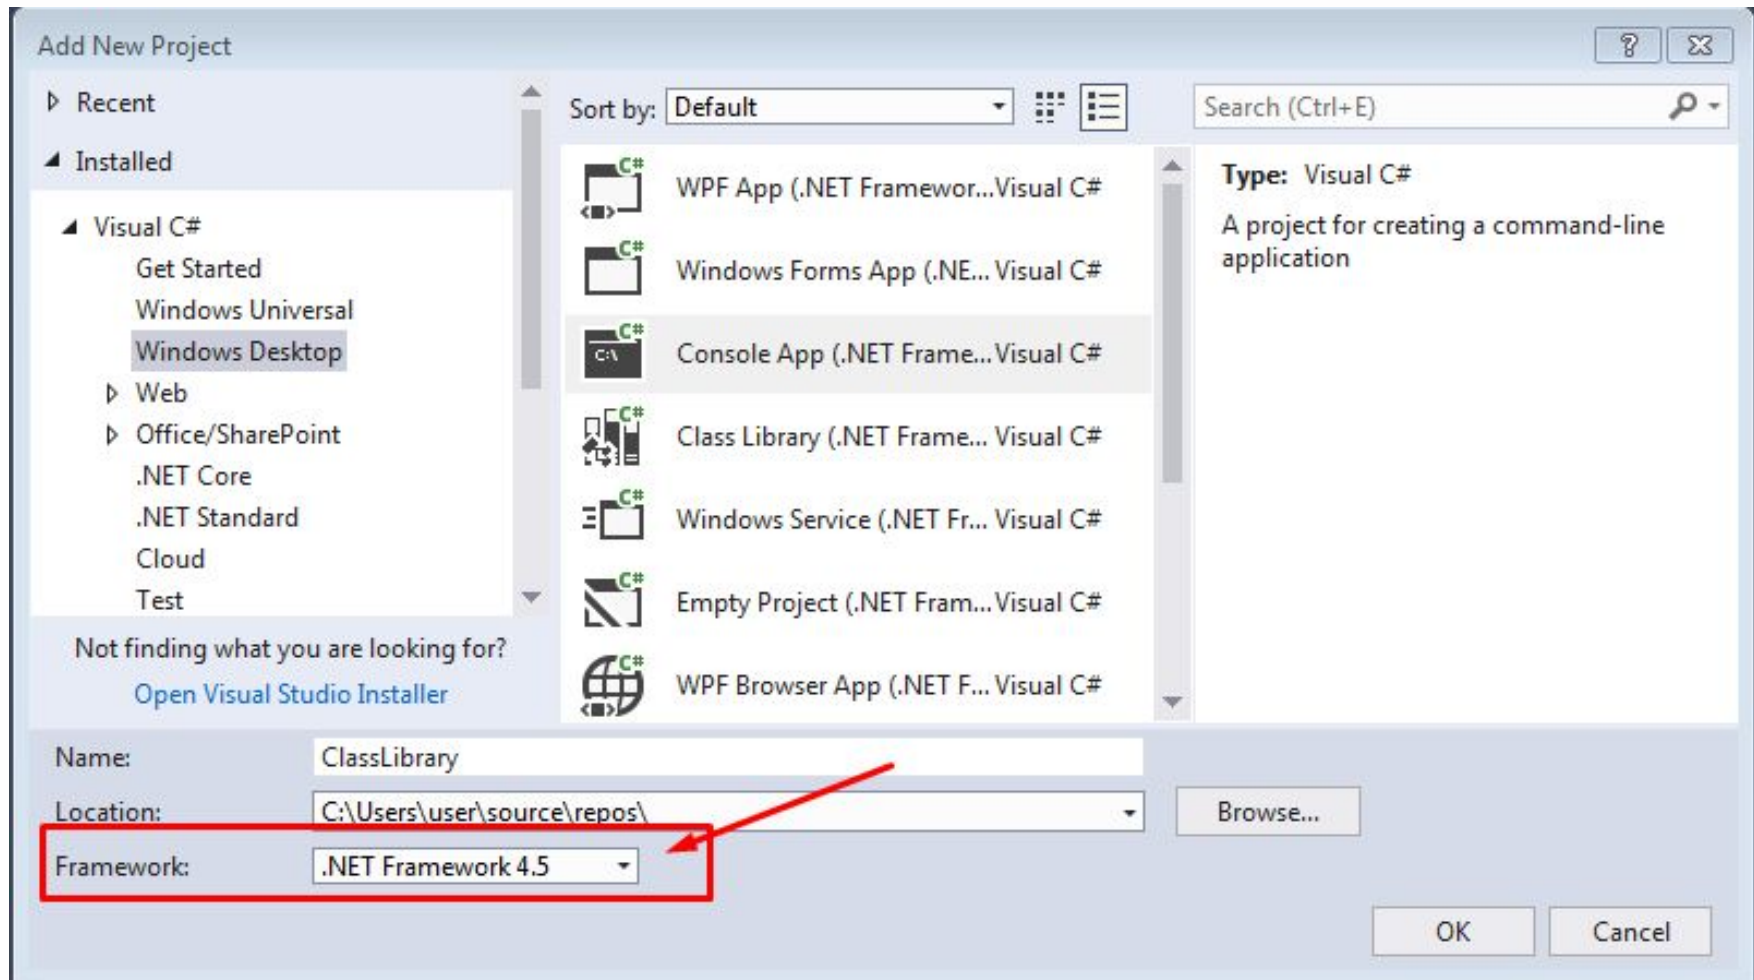 Add New Project
Recent
Installed
Visual C#
Get Started
Windows Universal
Windows Desktop
Web
Office/SharePoint
.NET Core
.NET Standard
Cloud
Test
Not finding what you are looking for?
Open Visual Studio Installer
Sort by: Default
C# WPF App (.NET Framewor... Visual C#
C# Windows Forms App (.NE... Visual C#
C# C:\ Console App (.NET Frame... Visual C#
C# Class Library (.NET Frame... Visual C#
C# Windows Service (.NET Fr... Visual C#
C# Empty Project (.NET Fram... Visual C#
C# WPF Browser App (.NET F... Visual C#
Search (Ctrl+E)
Type: Visual C#
A project for creating a command-line
application
Name: ClassLibrary
Location: C:\Users\user\source\repos\ Browse...
Framework: .NET Framework 4.5
OK Cancel